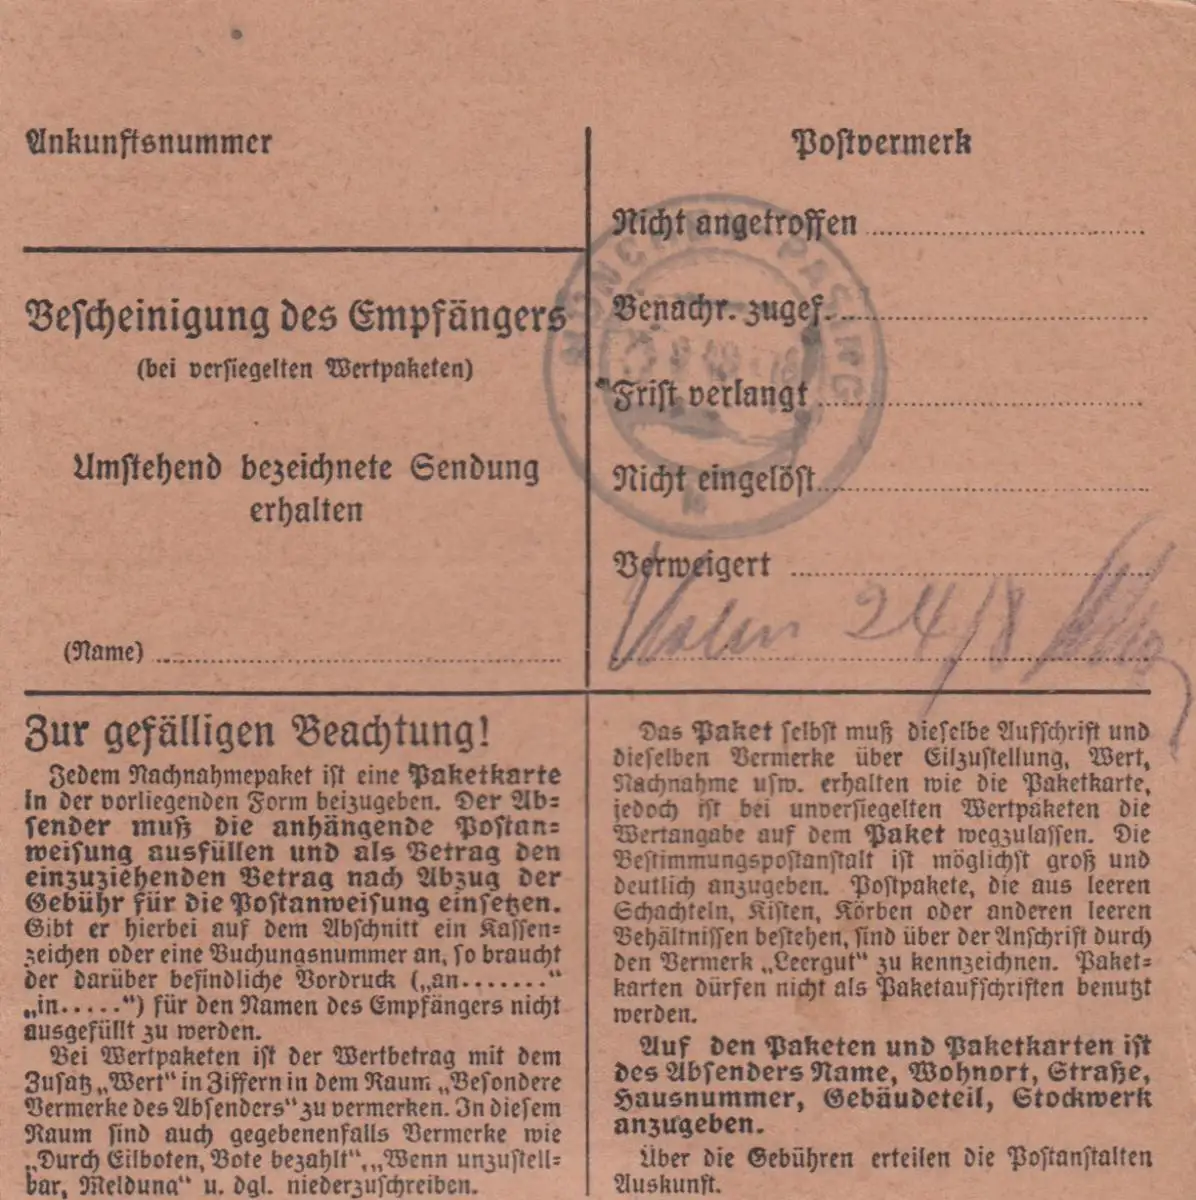 Ankunftsnummer
Bescheinigung des Empfängers
(bei versiegelten Wertpaketen)
Umstehend bezeichnete Sendung
erhalten
(Name)
Postvermerk
Nicht angetroffen
Benachr. zugef.
Frist verlangt
Nicht eingelöst
Verweigert
24/8
MÜNCHEN PASING
Zur gefälligen Beachtung!
Jedem Nachnahmepaket ist eine Paketkarte
in der vorliegenden Form beizugeben. Der Ab-
sender muß die anhängende Postan-
weisung ausfüllen und als Betrag den
einzuziehenden Betrag nach Abzug der
Gebühr für die Postanweisung einsetzen.
Gibt er hierbei auf dem Abschnitt ein Kassen-
zeichen oder eine Buchungsnummer an, so braucht
der darüber befindliche Vordruck („an.......“
„in.....“) für den Namen des Empfängers nicht
ausgefüllt zu werden.
Bei Wertpaketen ist der Wertbetrag mit dem
Zusatz „Wert“ in Ziffern in dem Raum „Besondere
Vermerke des Absenders“ zu vermerken. In diesem
Raum sind auch gegebenenfalls Vermerke wie
„Durch Eilboten, Bote bezahlt“, „Wenn unzustell-
bar, Meldung“ u. dgl. niederzuschreiben.
Das Paket selbst muß dieselbe Aufschrift und
dieselben Vermerke über Eilzustellung, Wert,
Nachnahme usw. erhalten wie die Paketkarte,
jedoch ist bei unversiegelten Wertpaketen die
Wertangabe auf dem Paket wegzulassen. Die
Bestimmungspostanstalt ist möglichst groß und
deutlich anzugeben. Postpakete, die aus leeren
Schachteln, Kisten, Körben oder anderen leeren
Behältnissen bestehen, sind über der Anschrift durch
den Vermerk „Leergut“ zu kennzeichnen. Paket-
karten dürfen nicht als Paketaufschriften benutzt
werden.
Auf den Paketen und Paketkarten ist
des Absenders Name, Wohnort, Straße,
Hausnummer, Gebäudeteil, Stockwerk
anzugeben.
Über die Gebühren erteilen die Postanstalten
Auskunft.